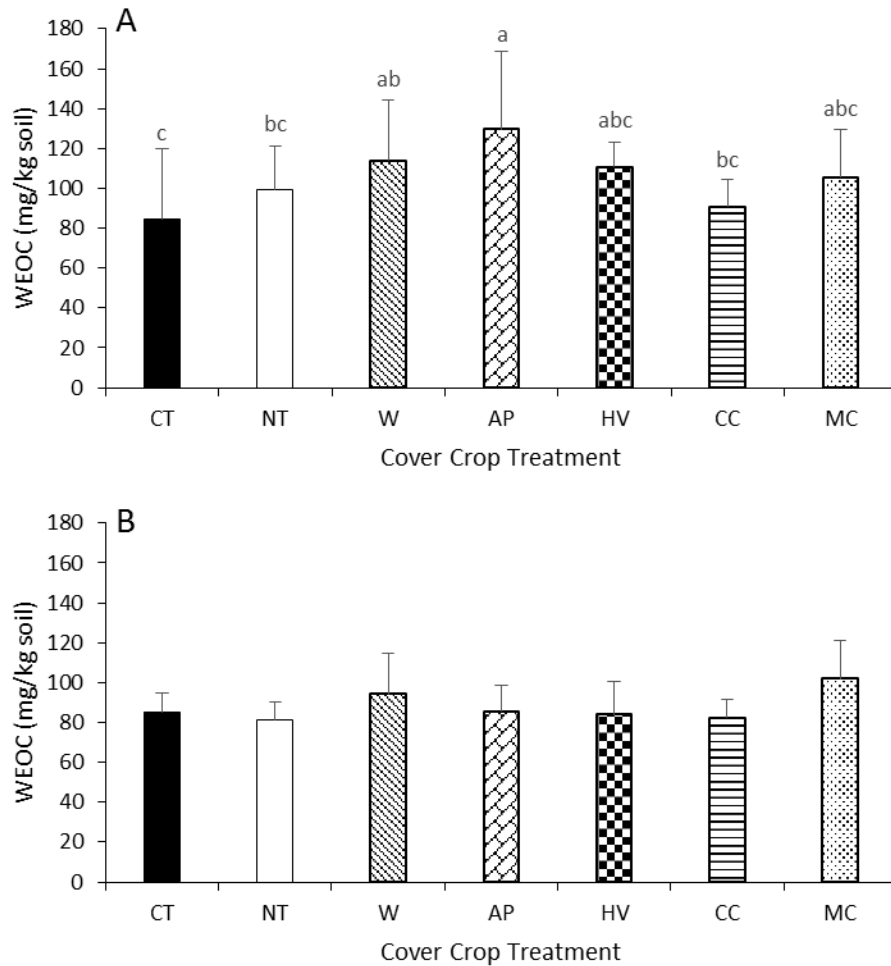 A
180
160
140
120
100
80
60
40
20
0
WEOC (mg/kg soil)
c bc ab a abc bc abc
CT NT W AP HV CC MC
Cover Crop Treatment
B
180
160
140
120
100
80
60
40
20
0
WEOC (mg/kg soil)
CT NT W AP HV CC MC
Cover Crop Treatment